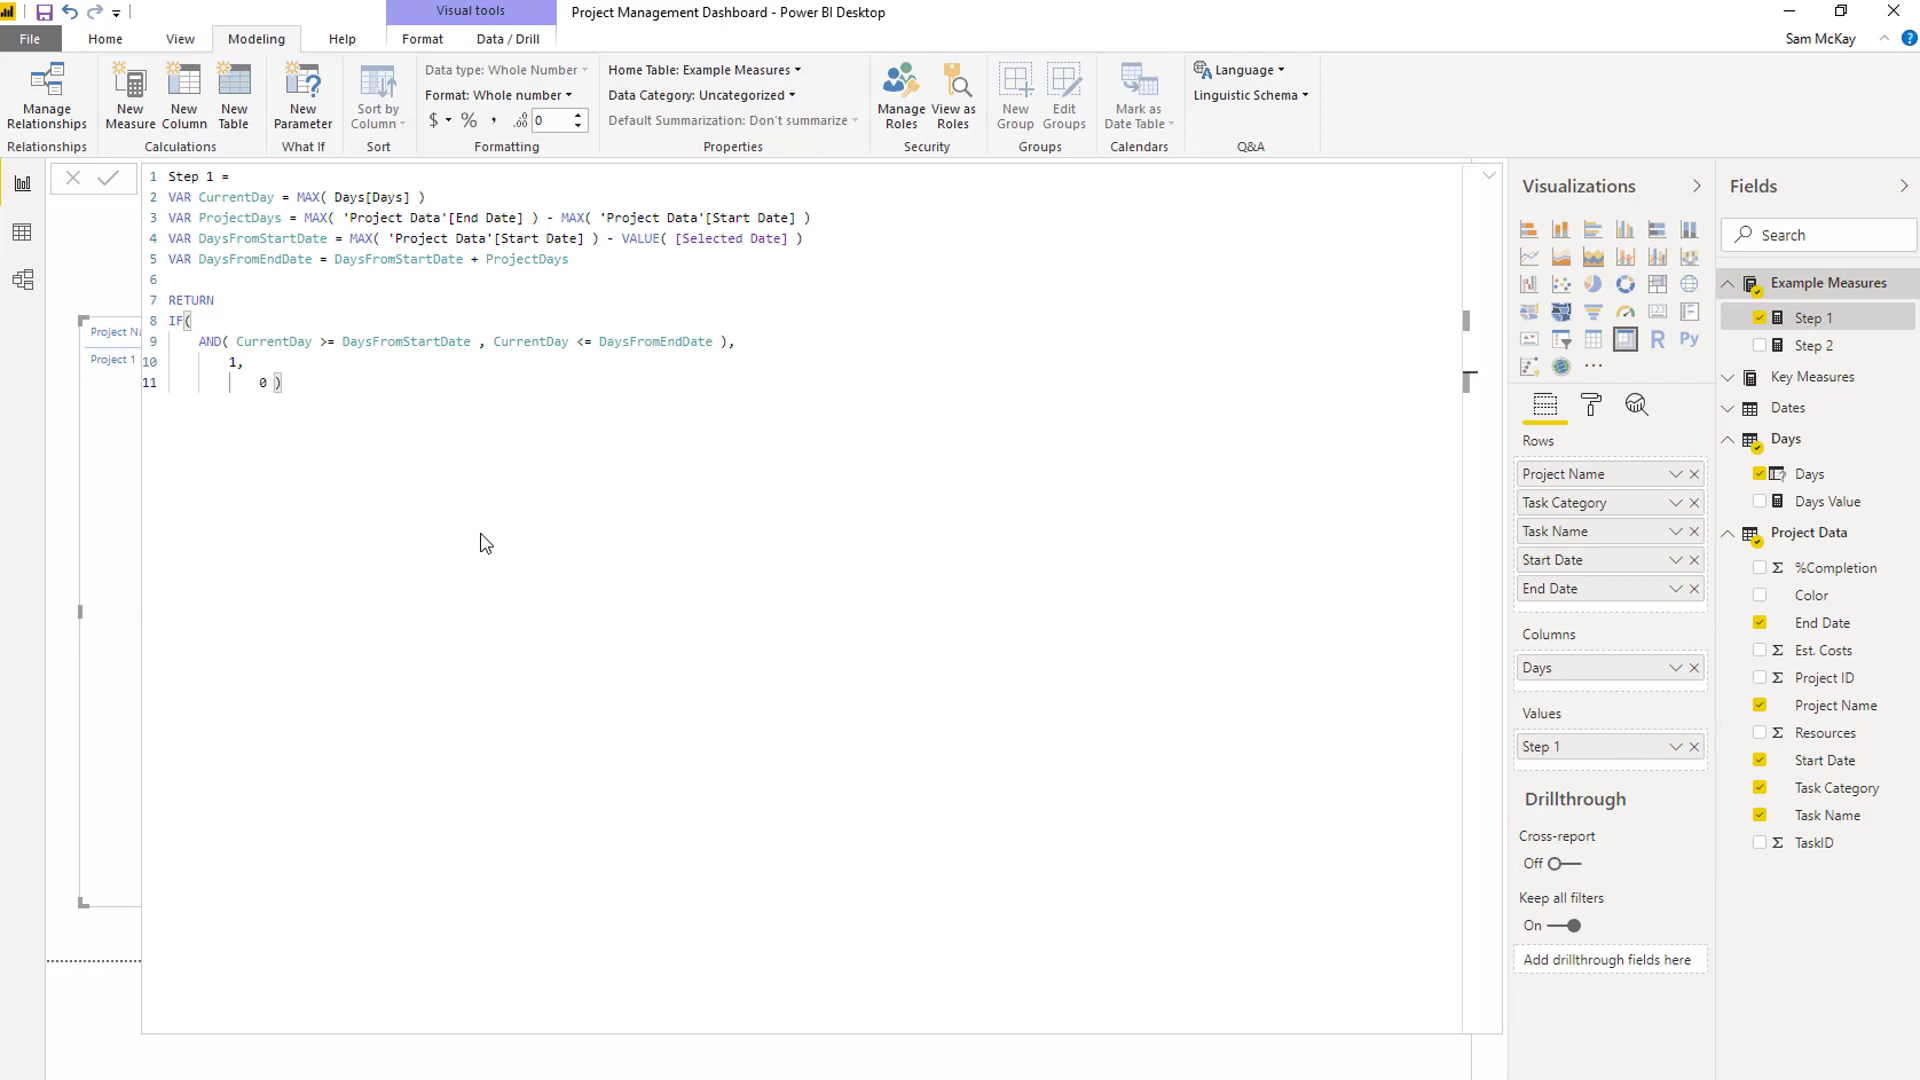 Visual tools
Project Management Dashboard - Power BI Desktop
File
Home
View
Modeling
Help
Format
Data / Drill
Sam McKay
?
Manage Relationships
New Measure
New Column
New Table
New Parameter
Sort by Column
Data type: Whole Number
Format: Whole number
$ % , .00 0
Home Table: Example Measures
Data Category: Uncategorized
Default Summarization: Don't summarize
Manage Roles
View as Roles
New Group
Edit Groups
Mark as Date Table
Language
Linguistic Schema
Relationships
Calculations
What If
Sort
Formatting
Properties
Security
Groups
Calendars
Q&A
1 Step 1 =
2 VAR CurrentDay = MAX( Days[Days] )
3 VAR ProjectDays = MAX( 'Project Data'[End Date] ) - MAX( 'Project Data'[Start Date] )
4 VAR DaysFromStartDate = MAX( 'Project Data'[Start Date] ) - VALUE( [Selected Date] )
5 VAR DaysFromEndDate = DaysFromStartDate + ProjectDays
6
7 RETURN
8 IF(
9 AND( CurrentDay >= DaysFromStartDate , CurrentDay <= DaysFromEndDate ),
10 1,
11 0 )
Project Na
Project 1
Visualizations
R
Py
...
Rows
Project Name
Task Category
Task Name
Start Date
End Date
Columns
Days
Values
Step 1
Drillthrough
Cross-report
Off
Keep all filters
On
Add drillthrough fields here
Fields
Search
Example Measures
Step 1
Step 2
Key Measures
Dates
Days
Days
Days Value
Project Data
Σ %Completion
Color
End Date
Σ Est. Costs
Σ Project ID
Project Name
Σ Resources
Start Date
Task Category
Task Name
Σ TaskID